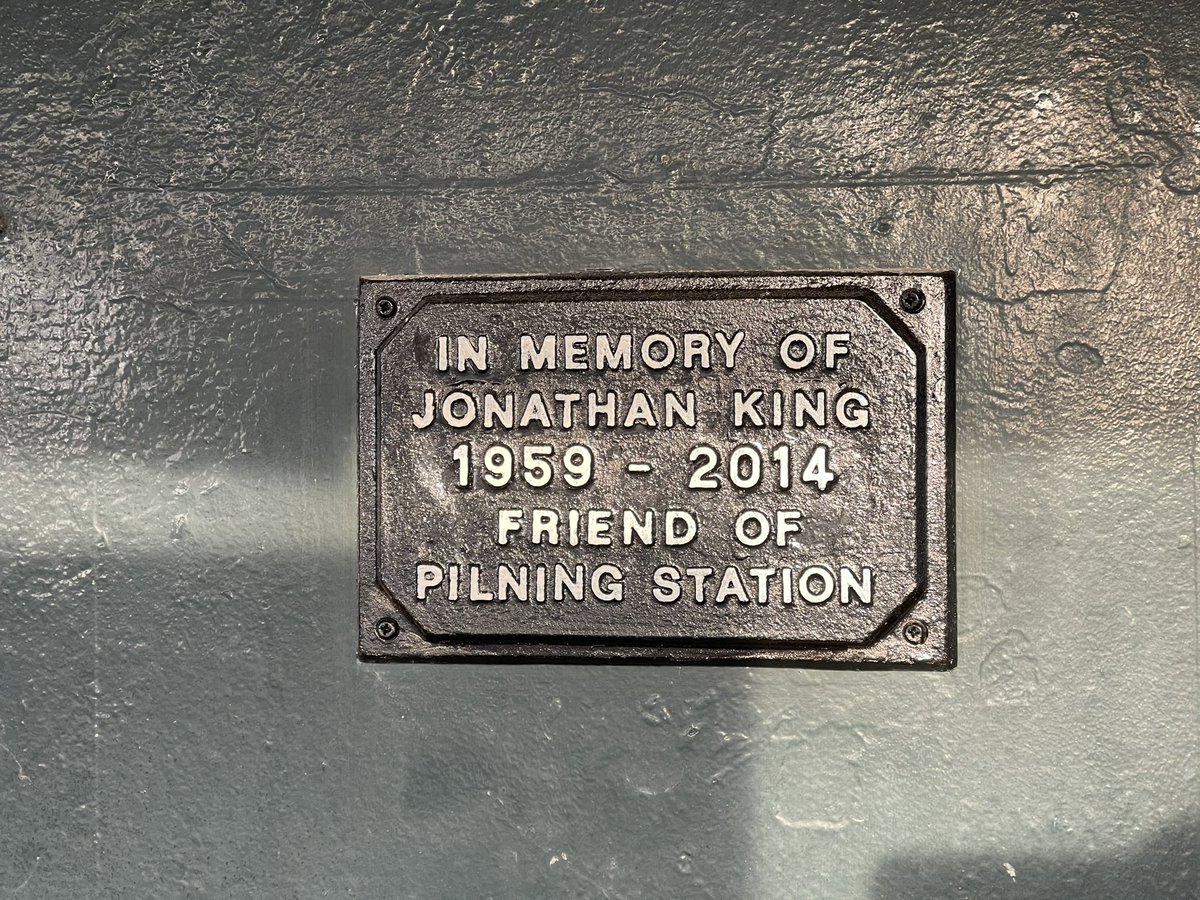 IN MEMORY OF
JONATHAN KING
1959 - 2014
FRIEND OF
PILNING STATION